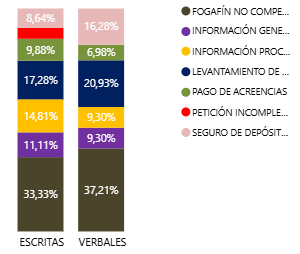 8,64%
9,88%
17,28%
14,81%
11,11%
33,33%
ESCRITAS
16,28%
6,98%
20,93%
9,30%
9,30%
37,21%
VERBALES
FOGAFÍN NO COMPE...
INFORMACIÓN GENE...
INFORMACIÓN PROC...
LEVANTAMIENTO DE ...
PAGO DE ACREENCIAS
PETICIÓN INCOMPLE...
SEGURO DE DEPÓSIT...